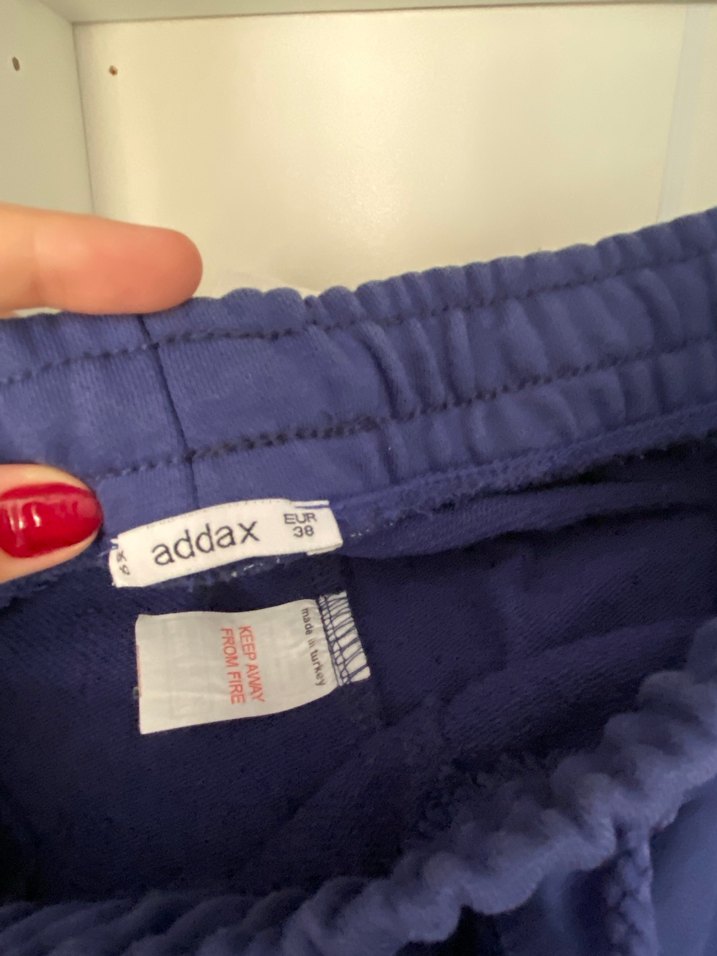 addax
EUR
38
made in turkey
KEEP AWAY
FROM FIRE